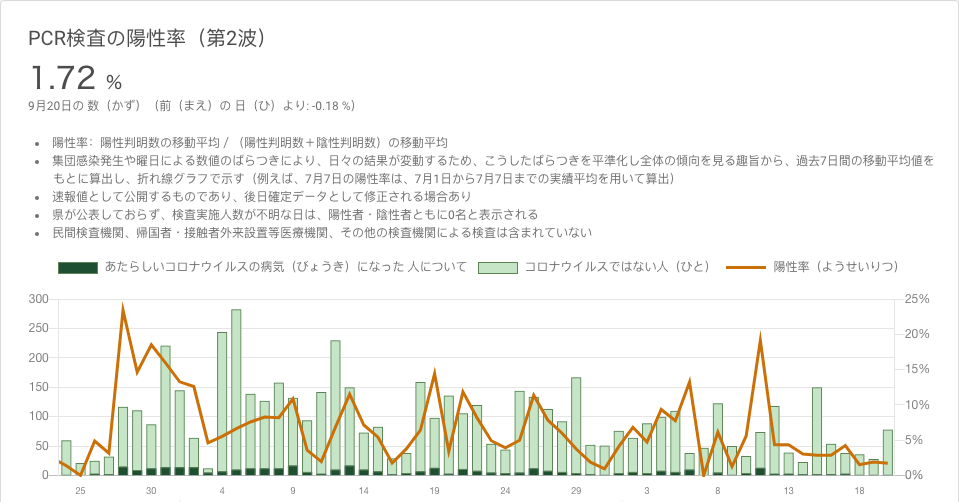 PCR検査の陽性率（第2波）
1.72 %
9月20日の 数（かず）（前（まえ）の 日（ひ）より: -0.18 %）
• 陽性率: 陽性判明数の移動平均 / （陽性判明数＋陰性判明数）の移動平均
• 集団感染発生や曜日による数値のばらつきにより、日々の結果が変動するため、こうしたばらつきを平準化し全体の傾向を見る趣旨から、過去7日間の移動平均値を
もとに算出し、折れ線グラフで示す（例えば、7月7日の陽性率は、7月1日から7月7日までの実績平均を用いて算出）
• 速報値として公開するものであり、後日確定データとして修正される場合あり
• 県が公表しておらず、検査実施人数が不明な日は、陽性者・陰性者ともに0名と表示される
• 民間検査機関、帰国者・接触者外来設置等医療機関、その他の検査機関による検査は含まれていない
あたらしいコロナウイルスの病気（びょうき）になった 人について コロナウイルスではない人（ひと） 陽性率（ようせいりつ）
300 25%
250 20%
200 15%
150 10%
100 5%
50 0%
0
25 30 4 9 14 19 24 29 3 8 13 18